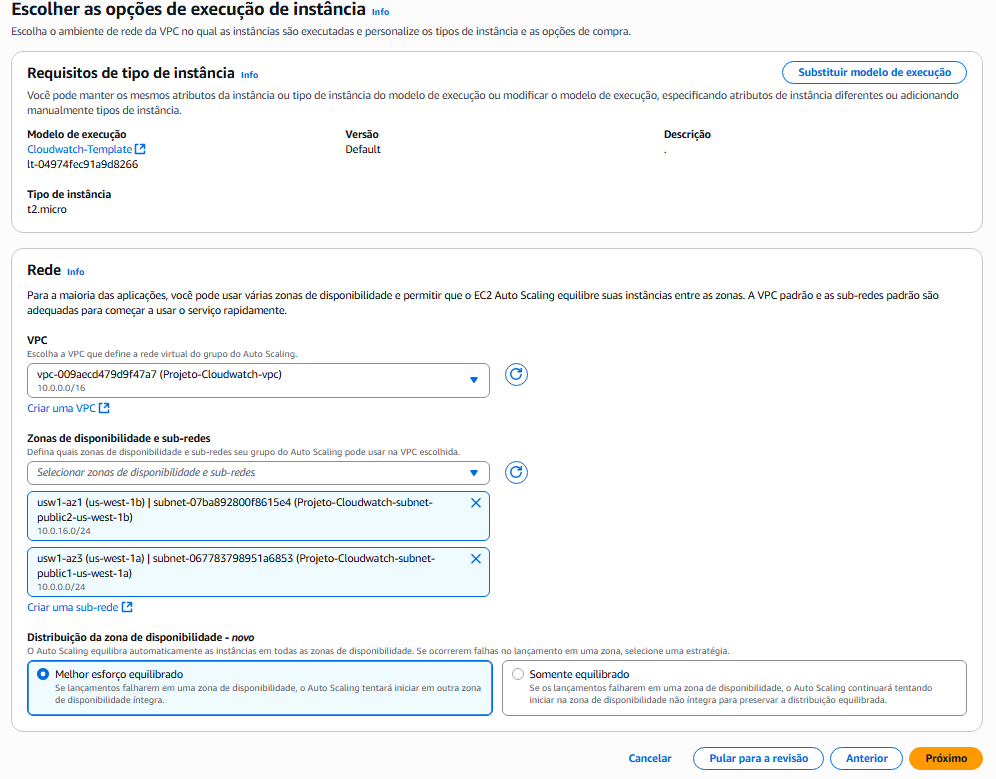 Escolher as opções de execução de instância Info
Escolha o ambiente de rede da VPC no qual as instâncias são executadas e personalize os tipos de instância e as opções de compra.
Requisitos de tipo de instância Info
Substituir modelo de execução
Você pode manter os mesmos atributos da instância ou tipo de instância do modelo de execução ou modificar o modelo de execução, especificando atributos de instância diferentes ou adicionando
manualmente tipos de instância.
Modelo de execução
Cloudwatch-Template
lt-04974fec91a9d8266
Versão
Default
Descrição
.
Tipo de instância
t2.micro
Rede Info
Para a maioria das aplicações, você pode usar várias zonas de disponibilidade e permitir que o EC2 Auto Scaling equilibre suas instâncias entre as zonas. A VPC padrão e as sub-redes padrão são
adequadas para começar a usar o serviço rapidamente.
VPC
Escolha a VPC que define a rede virtual do grupo do Auto Scaling.
vpc-009aecd479d9f47a7 (Projeto-Cloudwatch-vpc)
10.0.0.0/16
Criar uma VPC
Zonas de disponibilidade e sub-redes
Defina quais zonas de disponibilidade e sub-redes seu grupo do Auto Scaling pode usar na VPC escolhida.
Selecionar zonas de disponibilidade e sub-redes
usw1-az1 (us-west-1b) | subnet-07ba892800f8615e4 (Projeto-Cloudwatch-subnet-
public2-us-west-1b)
10.0.16.0/24
usw1-az3 (us-west-1a) | subnet-067783798951a6853 (Projeto-Cloudwatch-subnet-
public1-us-west-1a)
10.0.0.0/24
Criar uma sub-rede
Distribuição da zona de disponibilidade - novo
O Auto Scaling equilibra automaticamente as instâncias em todas as zonas de disponibilidade. Se ocorrerem falhas no lançamento em uma zona, selecione uma estratégia.
Melhor esforço equilibrado
Se lançamentos falharem em uma zona de disponibilidade, o Auto Scaling tentará iniciar em outra zona
de disponibilidade íntegra.
Somente equilibrado
Se os lançamentos falharem em uma zona de disponibilidade, o Auto Scaling continuará tentando
iniciar na zona de disponibilidade não íntegra para preservar a distribuição equilibrada.
Cancelar
Pular para a revisão
Anterior
Próximo